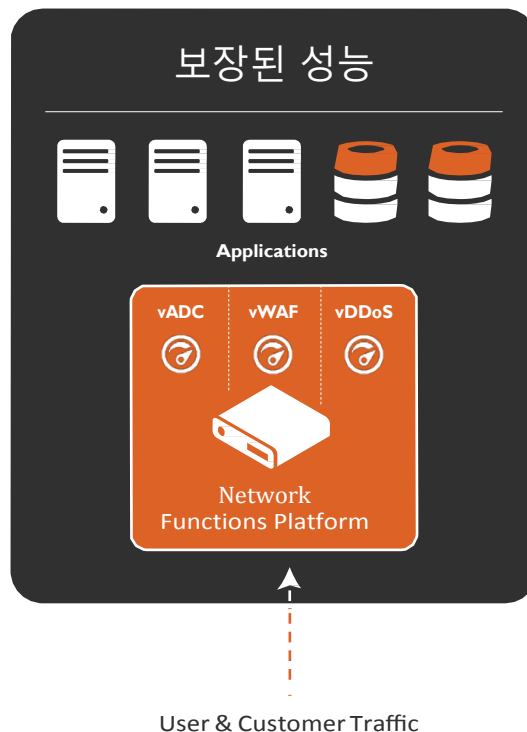 보장된 성능
Applications
vADC vWAF vDDoS
Network
Functions Platform
User & Customer Traffic